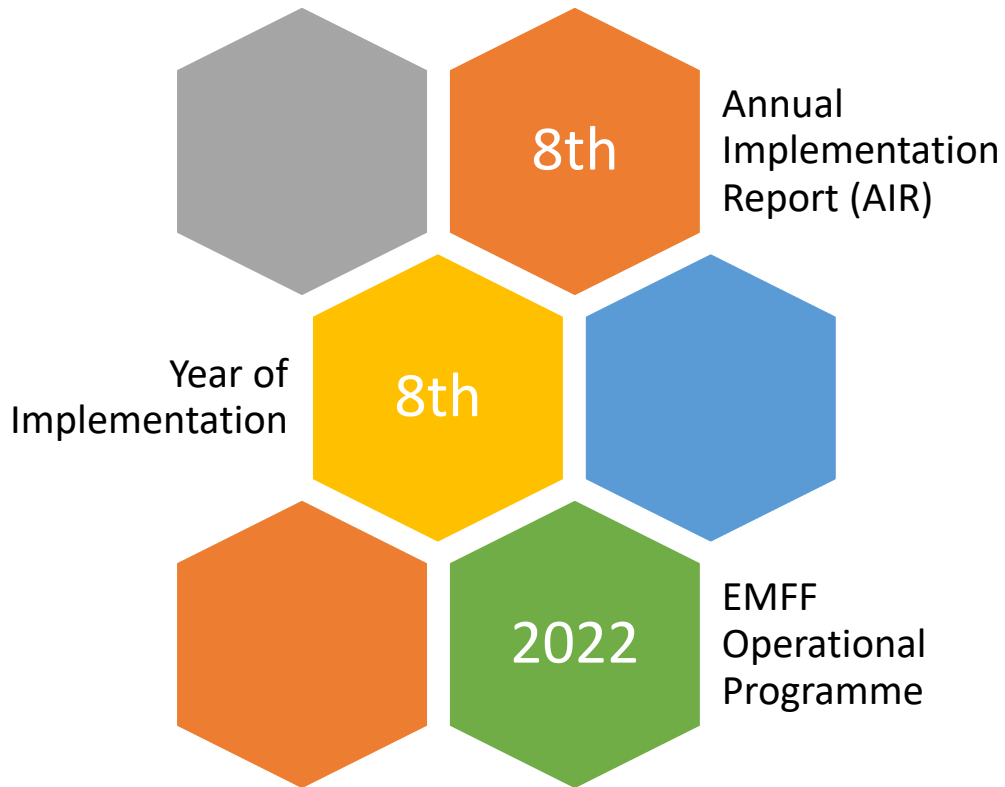 8th
Annual
Implementation
Report (AIR)
Year of
Implementation
8th
2022
EMFF
Operational
Programme